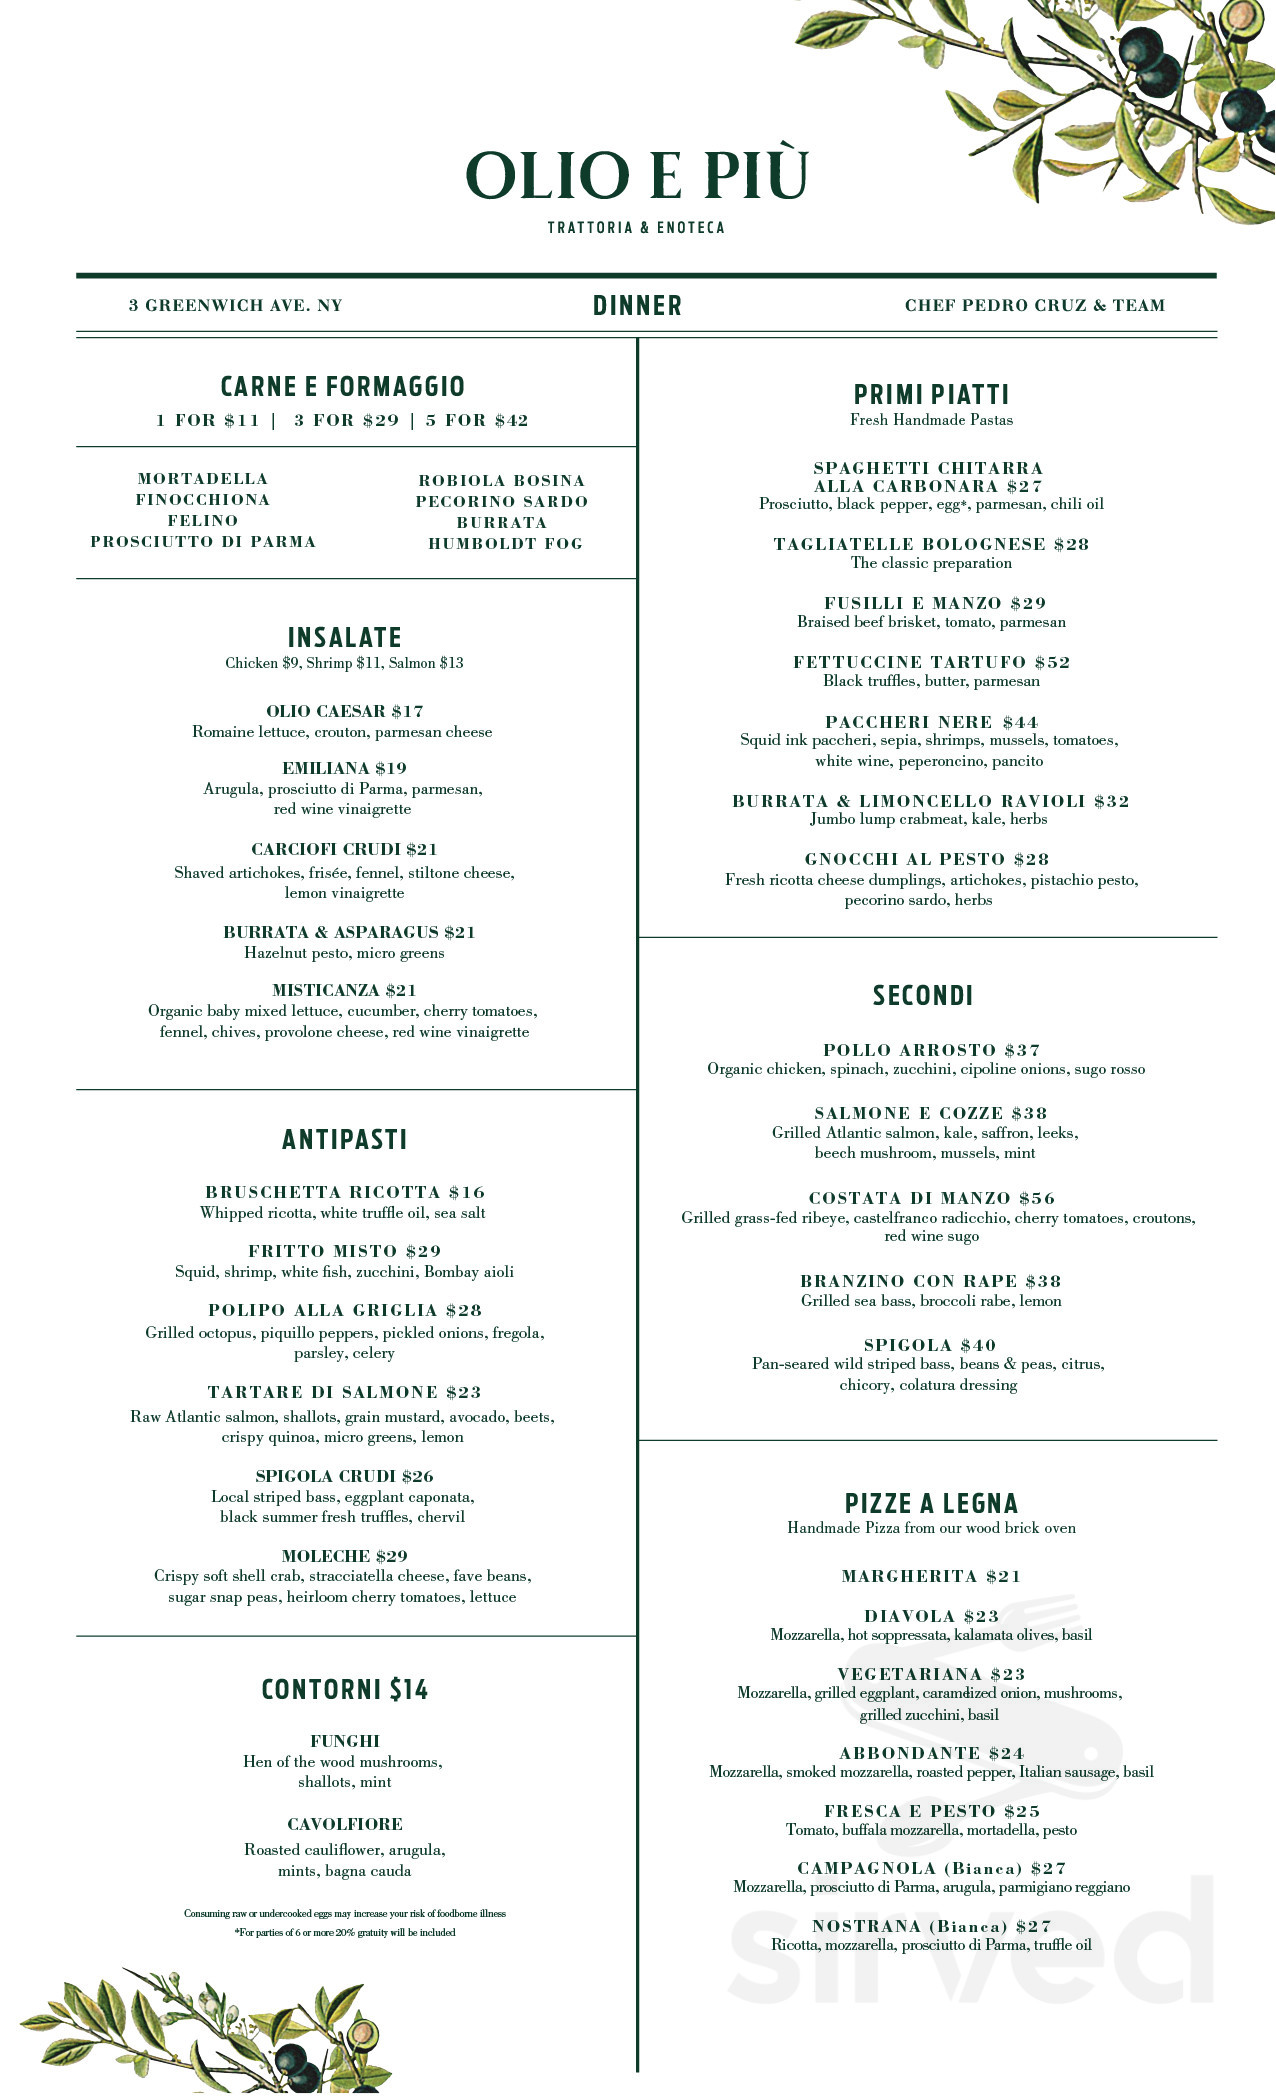 OLIO E PIÙ
TRATTORIA & ENOTECA
3 GREENWICH AVE. NY
DINNER
CHEF PEDRO CRUZ & TEAM
CARNE E FORMAGGIO
1 FOR $11 | 3 FOR $29 | 5 FOR $42
MORTADELLA
FINOCCHIONA
FELINO
PROSCIUTTO DI PARMA
ROBIOLA BOSINA
PECORINO SARDO
BURRATA
HUMBOLDT FOG
INSALATE
Chicken $9, Shrimp $11, Salmon $13
OLIO CAESAR $17
Romaine lettuce, crouton, parmesan cheese
EMILIANA $19
Arugula, prosciutto di Parma, parmesan,
red wine vinaigrette
CARCIOFI CRUDI $21
Shaved artichokes, frisée, fennel, stiltone cheese,
lemon vinaigrette
BURRATA & ASPARAGUS $21
Hazelnut pesto, micro greens
MISTICANZA $21
Organic baby mixed lettuce, cucumber, cherry tomatoes,
fennel, chives, provolone cheese, red wine vinaigrette
ANTIPASTI
BRUSCHETTA RICOTTA $16
Whipped ricotta, white truffle oil, sea salt
FRITTO MISTO $29
Squid, shrimp, white fish, zucchini, Bombay aioli
POLIPO ALLA GRIGLIA $28
Grilled octopus, piquillo peppers, pickled onions, fregola,
parsley, celery
TARTARE DI SALMONE $23
Raw Atlantic salmon, shallots, grain mustard, avocado, beets,
crispy quinoa, micro greens, lemon
SPIGOLA CRUDI $26
Local striped bass, eggplant caponata,
black summer fresh truffles, chervil
MOLECHE $29
Crispy soft shell crab, stracciatella cheese, fave beans,
sugar snap peas, heirloom cherry tomatoes, lettuce
CONTORNI $14
FUNGHI
Hen of the wood mushrooms,
shallots, mint
CAVOLFIORE
Roasted cauliflower, arugula,
mints, bagna cauda
Consuming raw or undercooked eggs may increase your risk of foodborne illness
*For parties of 6 or more 20% gratuity will be included
PRIMI PIATTI
Fresh Handmade Pastas
SPAGHETTI CHITARRA
ALLA CARBONARA $27
Prosciutto, black pepper, egg*, parmesan, chili oil
TAGLIATELLE BOLOGNESE $28
The classic preparation
FUSILLI E MANZO $29
Braised beef brisket, tomato, parmesan
FETTUCCINE TARTUFO $52
Black truffles, butter, parmesan
PACCHERI NERE $44
Squid ink paccheri, sepia, shrimps, mussels, tomatoes,
white wine, peperoncino, pancito
BURRATA & LIMONCELLO RAVIOLI $32
Jumbo lump crabmeat, kale, herbs
GNOCCHI AL PESTO $28
Fresh ricotta cheese dumplings, artichokes, pistachio pesto,
pecorino sardo, herbs
SECONDI
POLLO ARROSTO $37
Organic chicken, spinach, zucchini, cipoline onions, sugo rosso
SALMONE E COZZE $38
Grilled Atlantic salmon, kale, saffron, leeks,
beech mushroom, mussels, mint
COSTATA DI MANZO $56
Grilled grass-fed ribeye, castelfranco radicchio, cherry tomatoes, croutons,
red wine sugo
BRANZINO CON RAPE $38
Grilled sea bass, broccoli rabe, lemon
SPIGOLA $40
Pan-seared wild striped bass, beans & peas, citrus,
chicory, colatura dressing
PIZZE A LEGNA
Handmade Pizza from our wood brick oven
MARGHERITA $21
DIAVOLA $23
Mozzarella, hot soppressata, kalamata olives, basil
VEGETARIANA $23
Mozzarella, grilled eggplant, caramelized onion, mushrooms,
grilled zucchini, basil
ABBONDANTE $24
Mozzarella, smoked mozzarella, roasted pepper, Italian sausage, basil
FRESCA E PESTO $25
Tomato, buffala mozzarella, mortadella, pesto
CAMPAGNOLA (Bianca) $27
Mozzarella, prosciutto di Parma, arugula, parmigiano reggiano
NOSTRANA (Bianca) $27
Ricotta, mozzarella, prosciutto di Parma, truffle oil
sirved